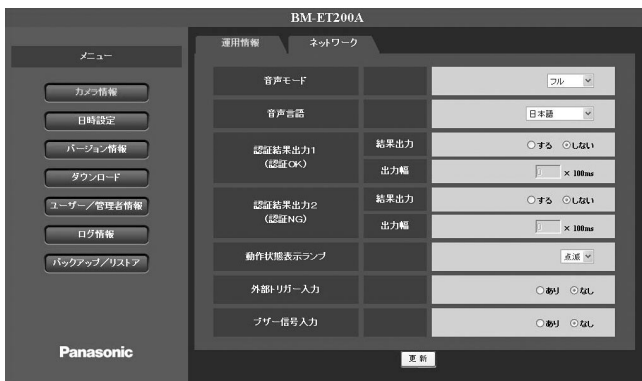 BM-ET200A
メニュー
カメラ情報
日時設定
バージョン情報
ダウンロード
ユーザー/管理者情報
ログ情報
バックアップ/リストア
Panasonic
運用情報 ネットワーク
音声モード フル
音声言語 日本語
認証結果出力1
(認証OK)
結果出力 する しない
出力幅 × 100ms
認証結果出力2
(認証NG)
結果出力 する しない
出力幅 × 100ms
動作状態表示ランプ 点滅
外部トリガー入力 あり なし
ブザー信号入力 あり なし
更新